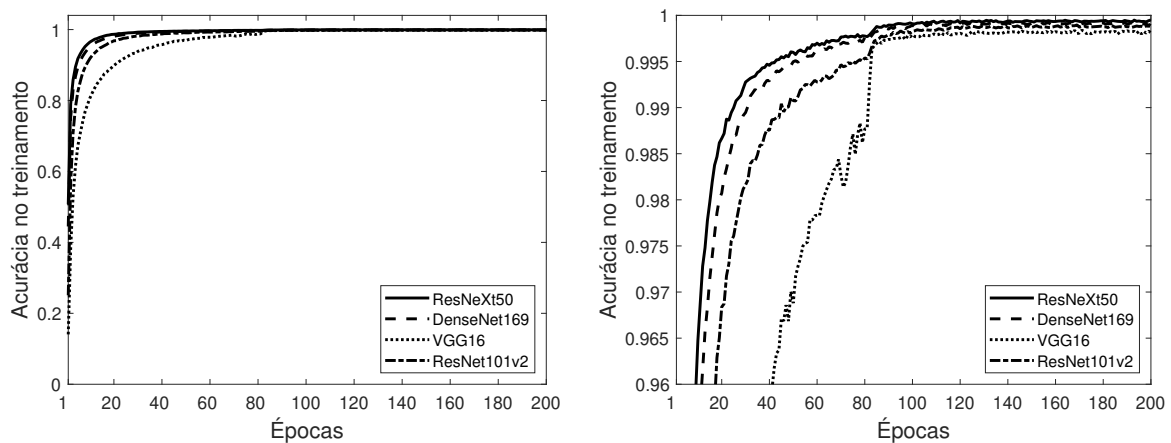 Acurácia no treinamento
1
0.8
0.6
0.4
0.2
0
1 20 40 60 80 100 120 140 160 180 200
Épocas
ResNeXt50
DenseNet169
VGG16
ResNet101v2
Acurácia no treinamento
1
0.995
0.99
0.985
0.98
0.975
0.97
0.965
0.96
1 20 40 60 80 100 120 140 160 180 200
Épocas
ResNeXt50
DenseNet169
VGG16
ResNet101v2